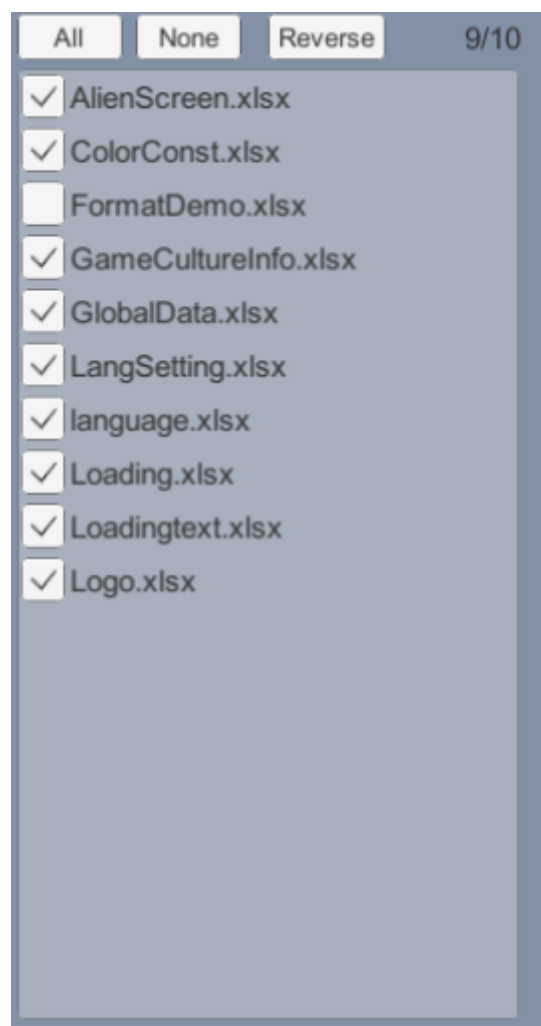 All None Reverse 9/10
AlienScreen.xlsx
ColorConst.xlsx
FormatDemo.xlsx
GameCultureInfo.xlsx
GlobalData.xlsx
LangSetting.xlsx
language.xlsx
Loading.xlsx
Loadingtext.xlsx
Logo.xlsx